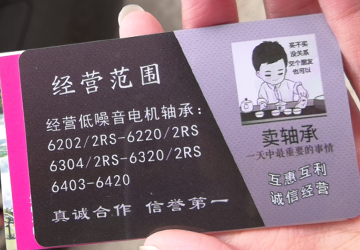 经营范围
经营低噪音电机轴承：
6202/2RS-6220/2RS
6304/2RS-6320/2RS
6403-6420
真诚合作 信誉第一
买不买
没关系
交个朋友
也可以
卖轴承
一天中最重要的事情
互惠互利
诚信经营